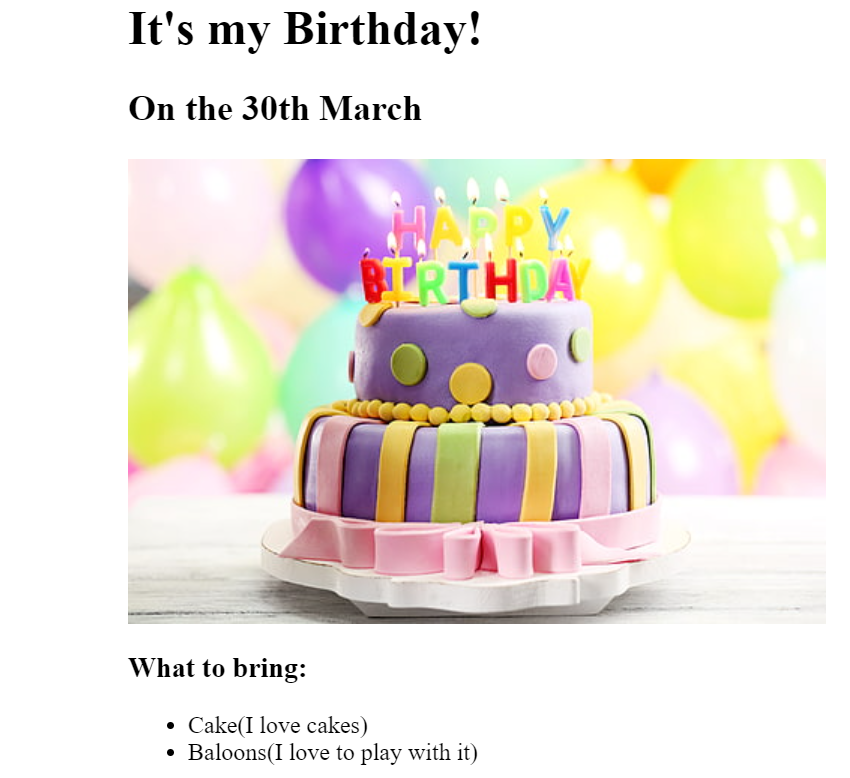 It's my Birthday!
On the 30th March
HAPPY
BIRTHDAY
What to bring:
Cake(I love cakes)
Baloons(I love to play with it)